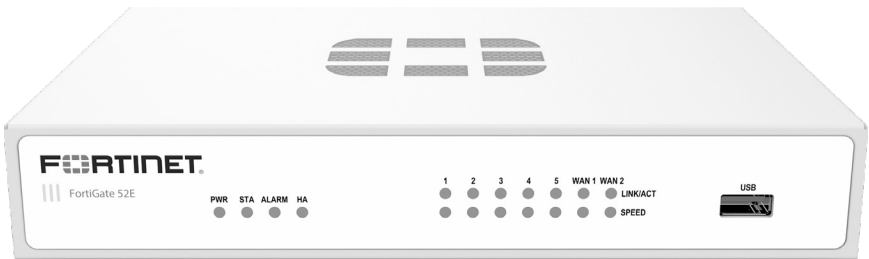 FORTINET®
FortiGate 52E
PWR STA ALARM HA
1 2 3 4 5 WAN 1 WAN 2
LINK/ACT
SPEED
USB